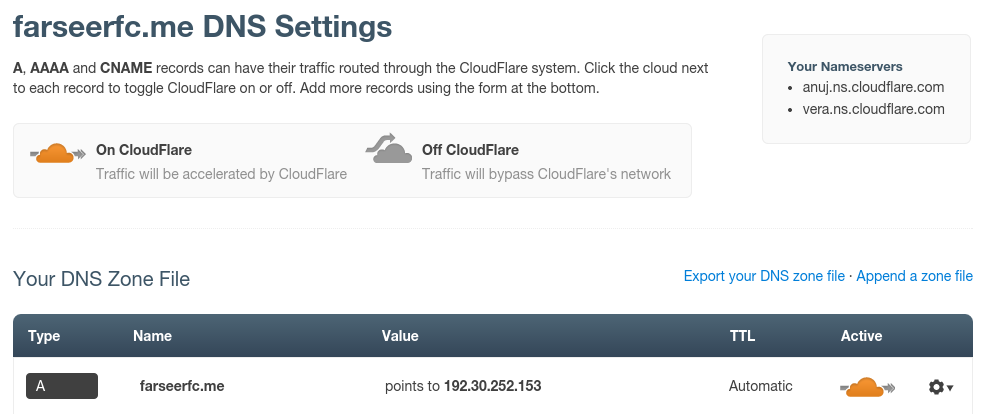 farseerfc.me DNS Settings
A, AAAA and CNAME records can have their traffic routed through the CloudFlare system. Click the cloud next
to each record to toggle CloudFlare on or off. Add more records using the form at the bottom.
Your Nameservers
• anuj.ns.cloudflare.com
• vera.ns.cloudflare.com
On CloudFlare
Traffic will be accelerated by CloudFlare
Off CloudFlare
Traffic will bypass CloudFlare's network
Your DNS Zone File
Export your DNS zone file · Append a zone file
Type Name Value TTL Active
A farseerfc.me points to 192.30.252.153 Automatic